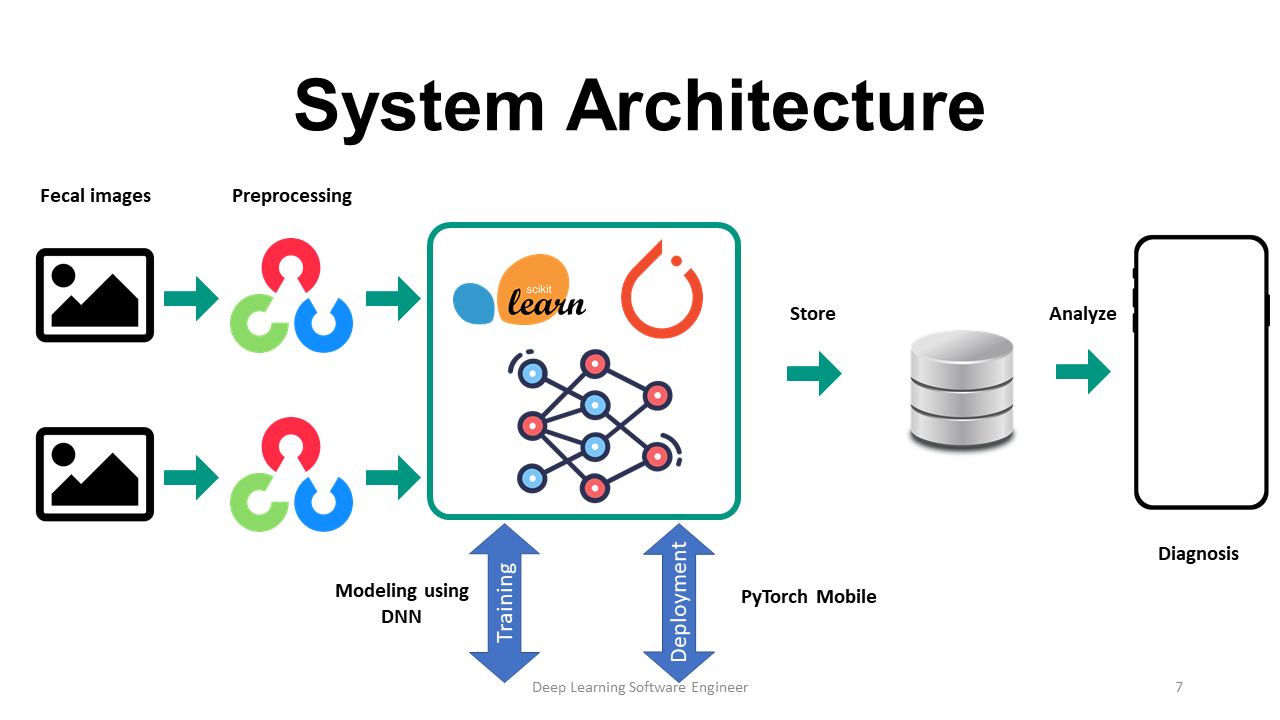 System Architecture
Fecal images
Preprocessing
scikit
learn
Store
Analyze
Diagnosis
Modeling using
DNN
Training
Deployment
PyTorch Mobile
Deep Learning Software Engineer
7